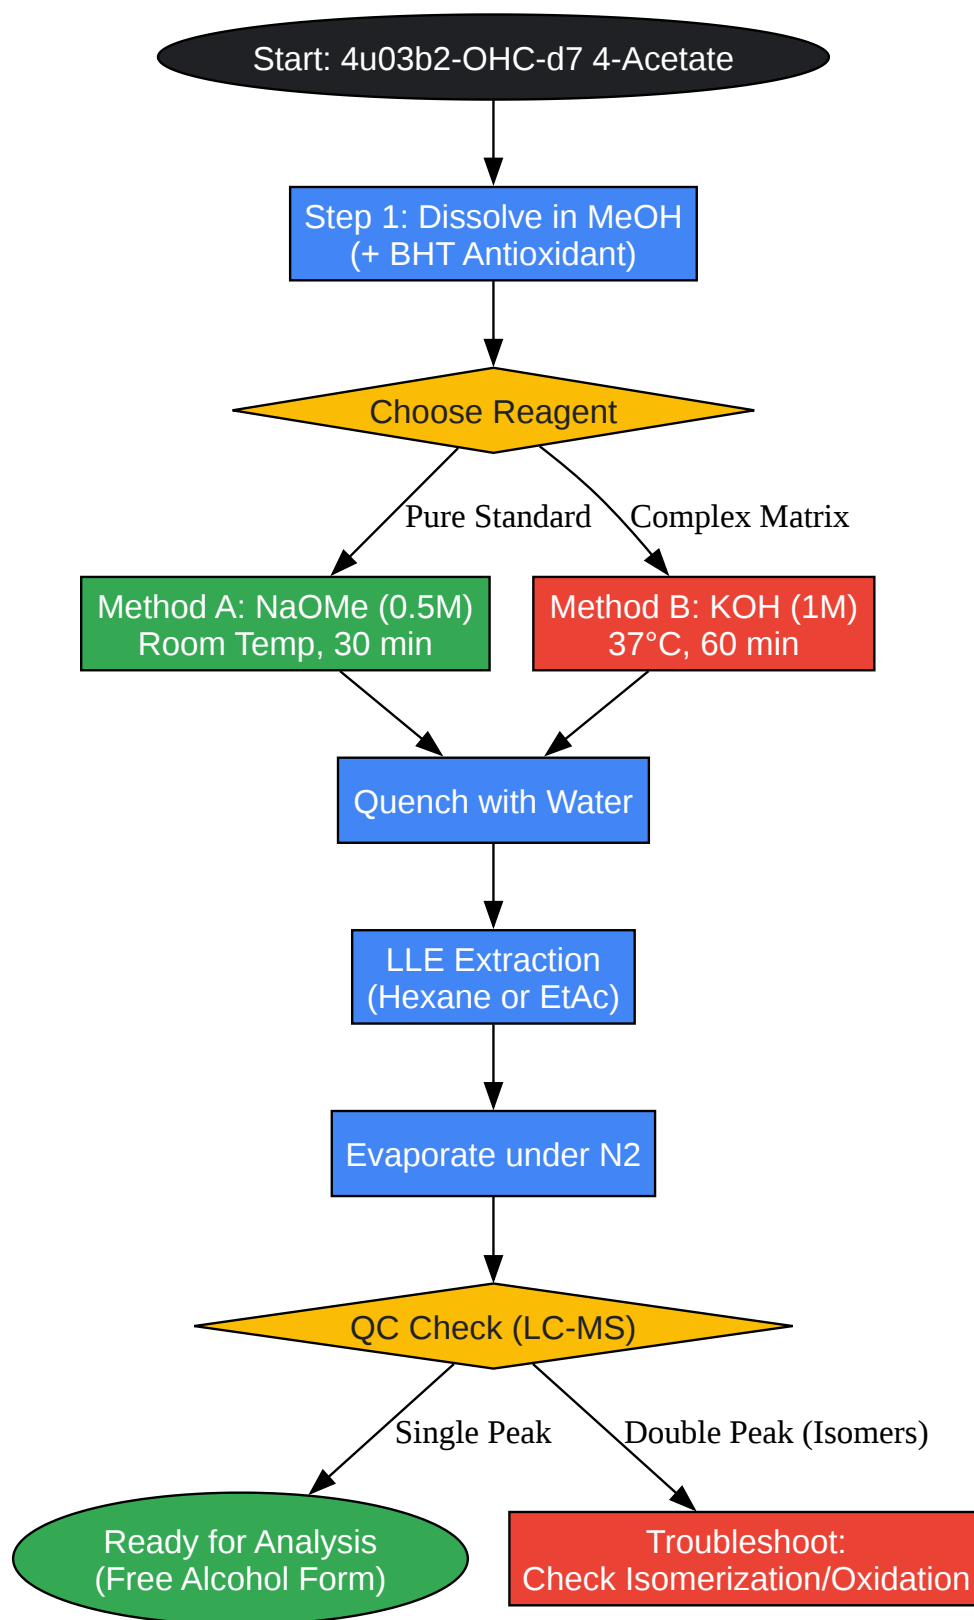 Start: 4u03b2-OHC-d7 4-Acetate
Step 1: Dissolve in MeOH
(+ BHT Antioxidant)
Choose Reagent
Pure Standard
Complex Matrix
Method A: NaOMe (0.5M)
Room Temp, 30 min
Method B: KOH (1M)
37°C, 60 min
Quench with Water
LLE Extraction
(Hexane or EtAc)
Evaporate under N2
QC Check (LC-MS)
Single Peak
Double Peak (Isomers)
Ready for Analysis
(Free Alcohol Form)
Troubleshoot:
Check Isomerization/Oxidation